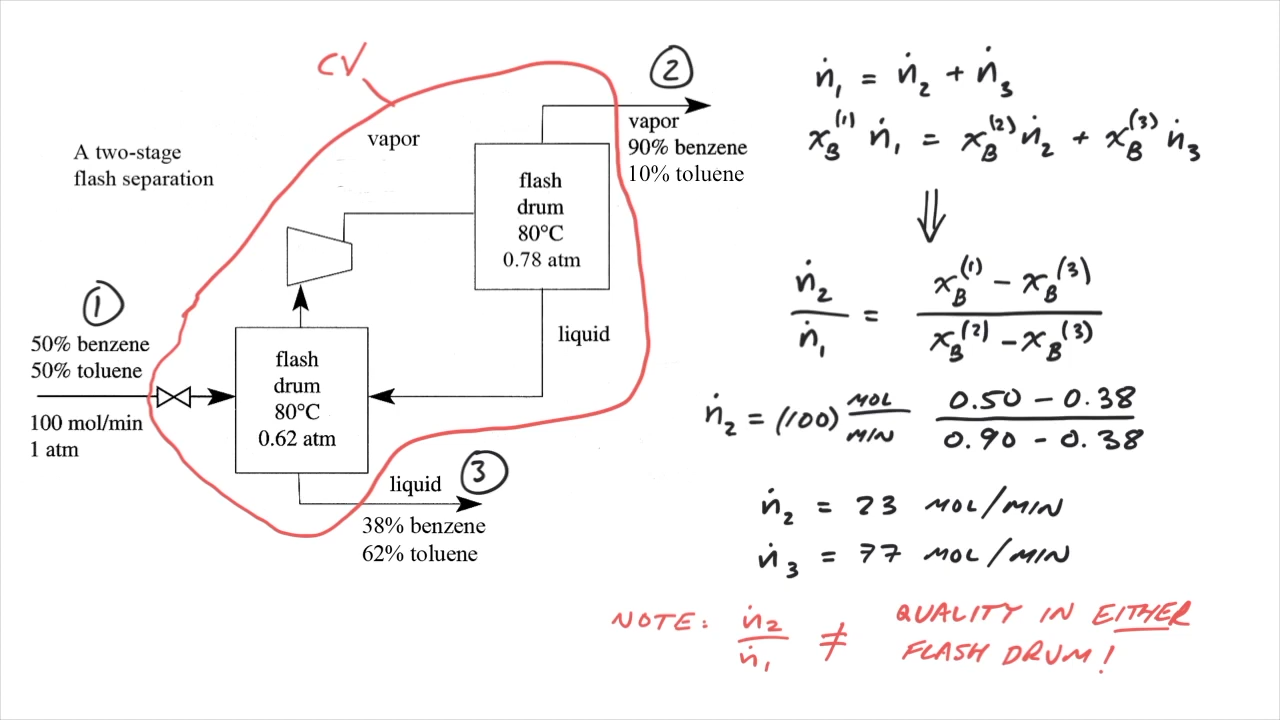 CV
②
vapor
A two-stage
flash separation
vapor
90% benzene
10% toluene
flash
drum
80°C
0.78 atm
①
50% benzene
50% toluene
100 mol/min
1 atm
flash
drum
80°C
0.62 atm
liquid
liquid
③
38% benzene
62% toluene
ṅ₁ = ṅ₂ + ṅ₃
x_B⁽¹⁾ ṅ₁ = x_B⁽²⁾ ṅ₂ + x_B⁽³⁾ ṅ₃
⇓
ṅ₂/ṅ₁ = (x_B⁽¹⁾ − x_B⁽³⁾)/(x_B⁽²⁾ − x_B⁽³⁾)
ṅ₂ = (100) MOL/MIN (0.50 − 0.38)/(0.90 − 0.38)
ṅ₂ = 23 MOL/MIN
ṅ₃ = 77 MOL/MIN
NOTE: ṅ₂/ṅ₁ ≠ QUALITY IN EITHER
FLASH DRUM!